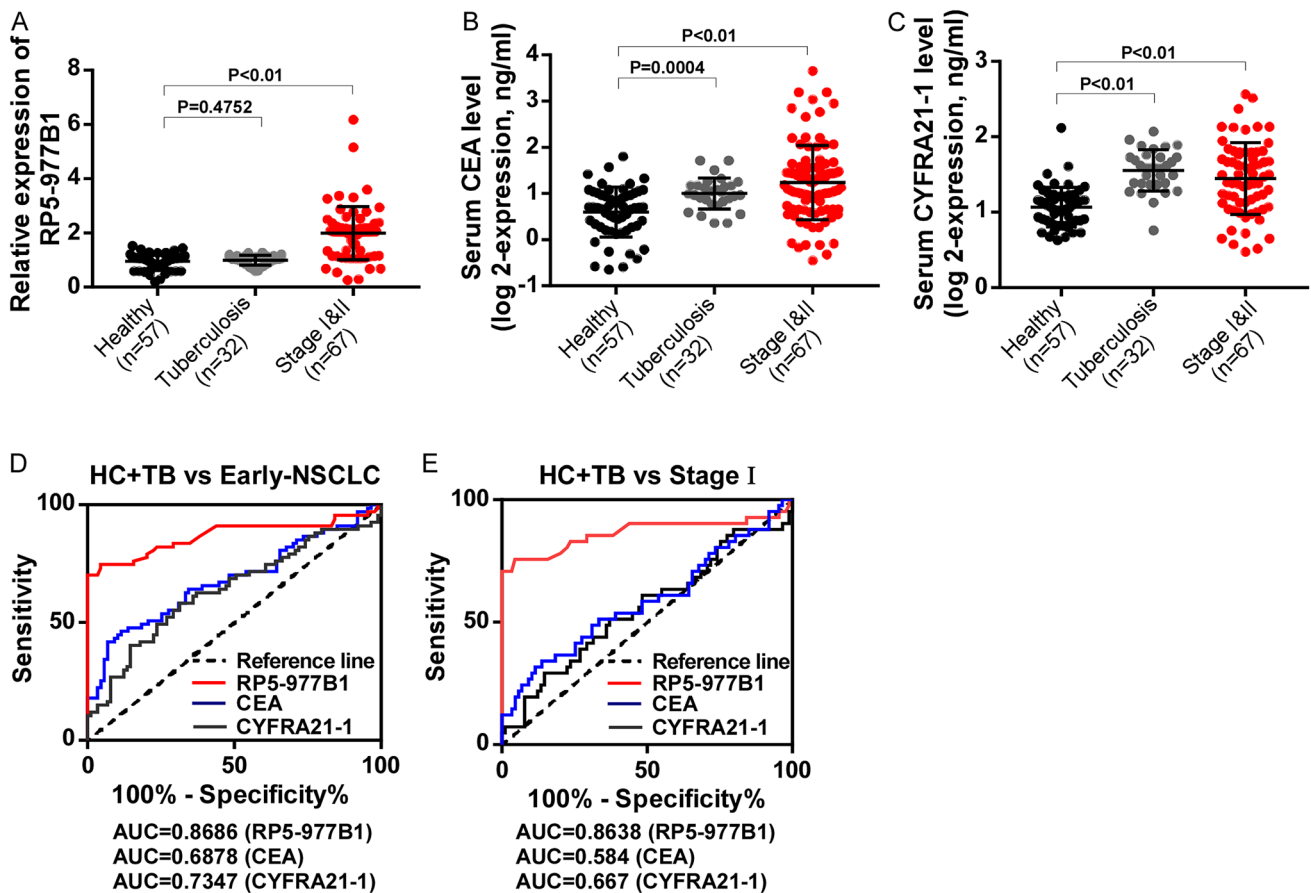 A
Relative expression of
RP5-977B1
8
6
4
2
0
P<0.01
P=0.4752
Healthy
(n=57)
Tuberculosis
(n=32)
Stage I&II
(n=67)
B
Serum CEA level
(log 2-expression, ng/ml)
4
3
2
1
0
-1
P<0.01
P=0.0004
Healthy
(n=57)
Tuberculosis
(n=32)
Stage I&II
(n=67)
C
Serum CYFRA21-1 level
(log 2-expression, ng/ml)
3
2
1
0
P<0.01
P<0.01
Healthy
(n=57)
Tuberculosis
(n=32)
Stage I&II
(n=67)
D
HC+TB vs Early-NSCLC
Sensitivity
100
50
0
Reference line
RP5-977B1
CEA
CYFRA21-1
0 50 100
100% - Specificity%
AUC=0.8686 (RP5-977B1)
AUC=0.6878 (CEA)
AUC=0.7347 (CYFRA21-1)
E
HC+TB vs Stage I
Sensitivity
100
50
0
Reference line
RP5-977B1
CEA
CYFRA21-1
0 50 100
100% - Specificity%
AUC=0.8638 (RP5-977B1)
AUC=0.584 (CEA)
AUC=0.667 (CYFRA21-1)